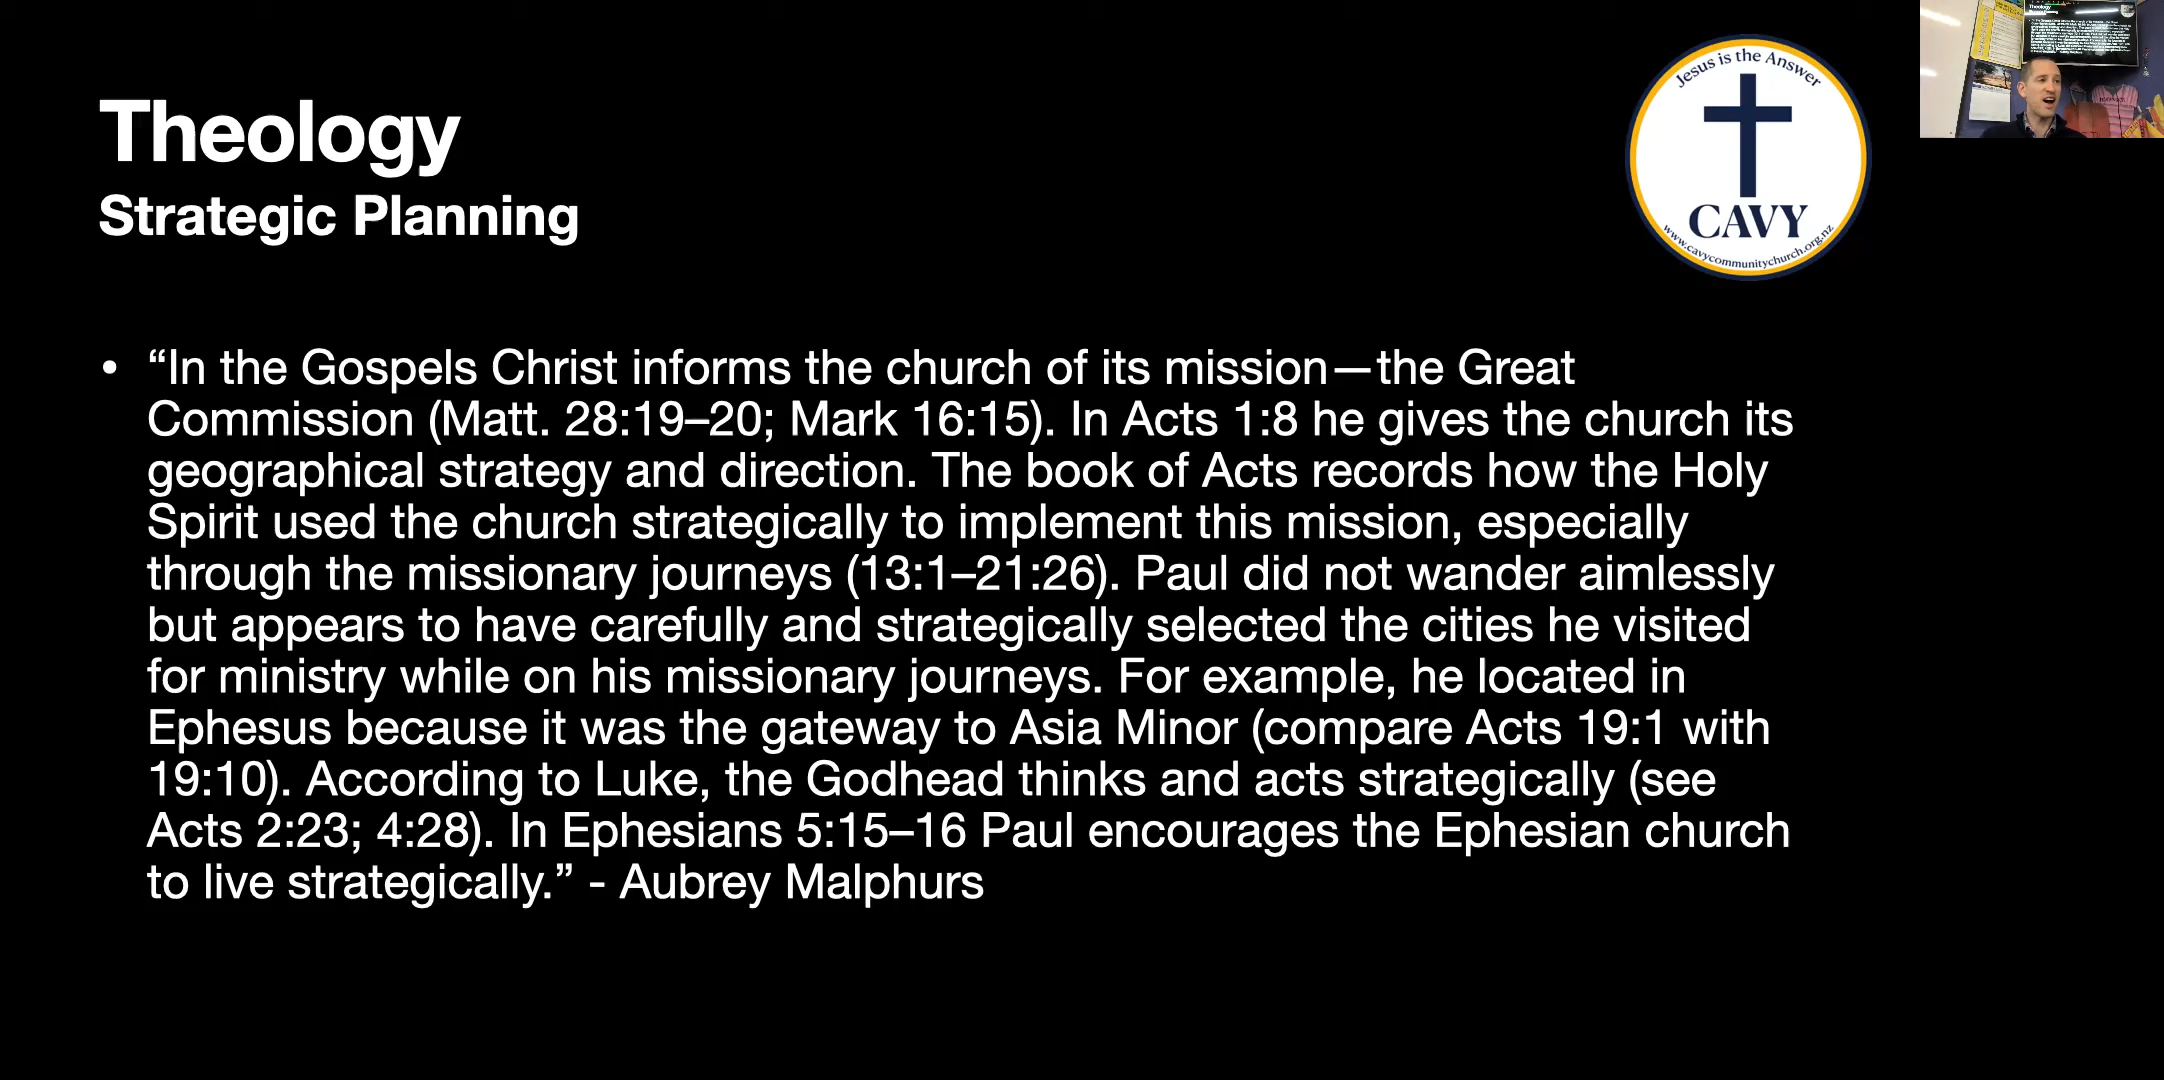 Theology
Strategic Planning
Jesus is the Answer
CAVY
www.cavycommunitychurch.org.nz
• “In the Gospels Christ informs the church of its mission—the Great
Commission (Matt. 28:19–20; Mark 16:15). In Acts 1:8 he gives the church its
geographical strategy and direction. The book of Acts records how the Holy
Spirit used the church strategically to implement this mission, especially
through the missionary journeys (13:1–21:26). Paul did not wander aimlessly
but appears to have carefully and strategically selected the cities he visited
for ministry while on his missionary journeys. For example, he located in
Ephesus because it was the gateway to Asia Minor (compare Acts 19:1 with
19:10). According to Luke, the Godhead thinks and acts strategically (see
Acts 2:23; 4:28). In Ephesians 5:15–16 Paul encourages the Ephesian church
to live strategically.” - Aubrey Malphurs
Theology